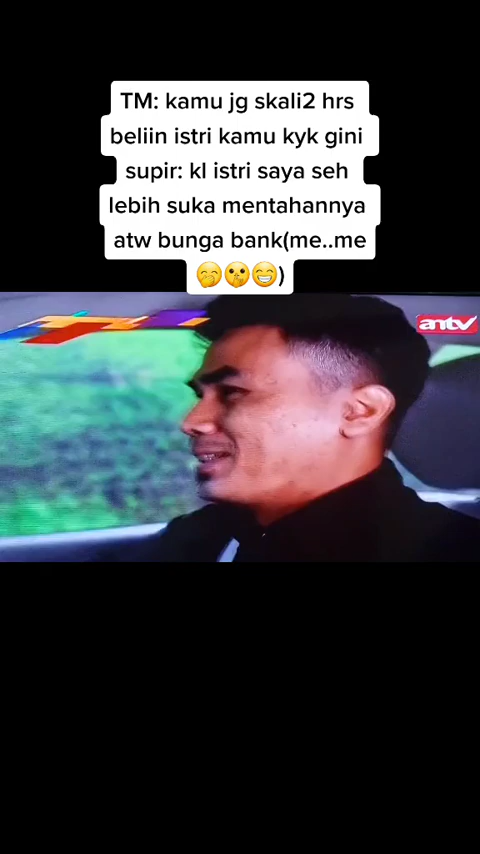 TM: kamu jg skali2 hrs
beliin istri kamu kyk gini
supir: kl istri saya seh
lebih suka mentahannya
atw bunga bank(me..me
🤭🤫😁)
antv